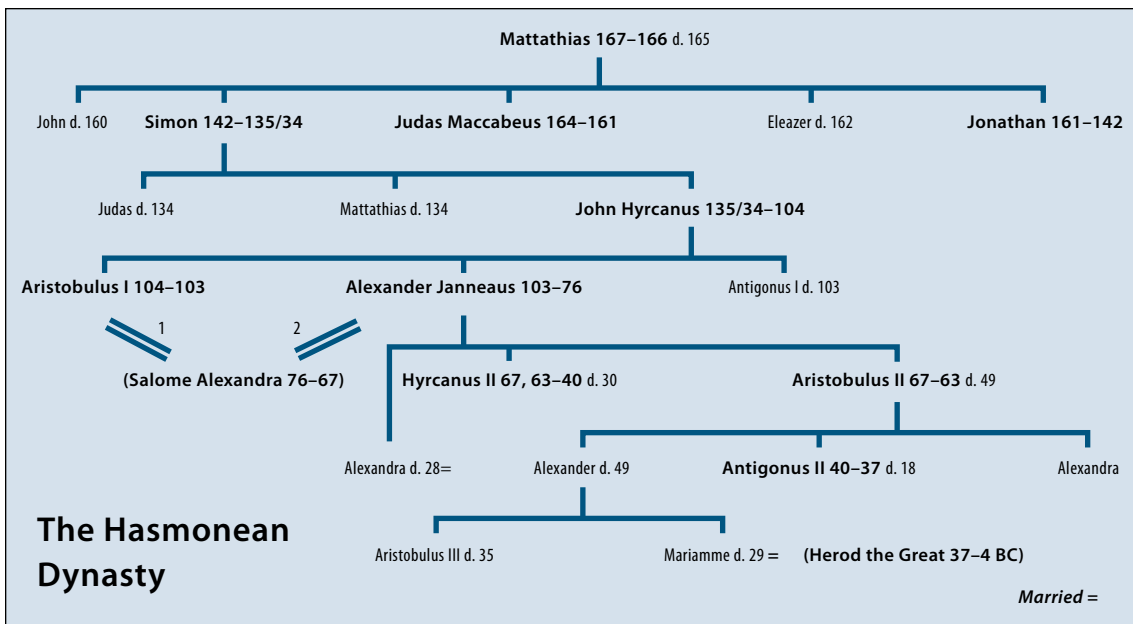 Mattathias 167–166 d. 165
John d. 160 Simon 142–135/34 Judas Maccabeus 164–161 Eleazer d. 162 Jonathan 161–142
Judas d. 134 Mattathias d. 134 John Hyrcanus 135/34–104
Aristobulus I 104–103 Alexander Janneaus 103–76 Antigonus I d. 103
1 2
(Salome Alexandra 76–67) Hyrcanus II 67, 63–40 d. 30 Aristobulus II 67–63 d. 49
Alexandra d. 28= Alexander d. 49 Antigonus II 40–37 d. 18 Alexandra
Aristobulus III d. 35 Mariamme d. 29 = (Herod the Great 37–4 BC)
The Hasmonean
Dynasty
Married =